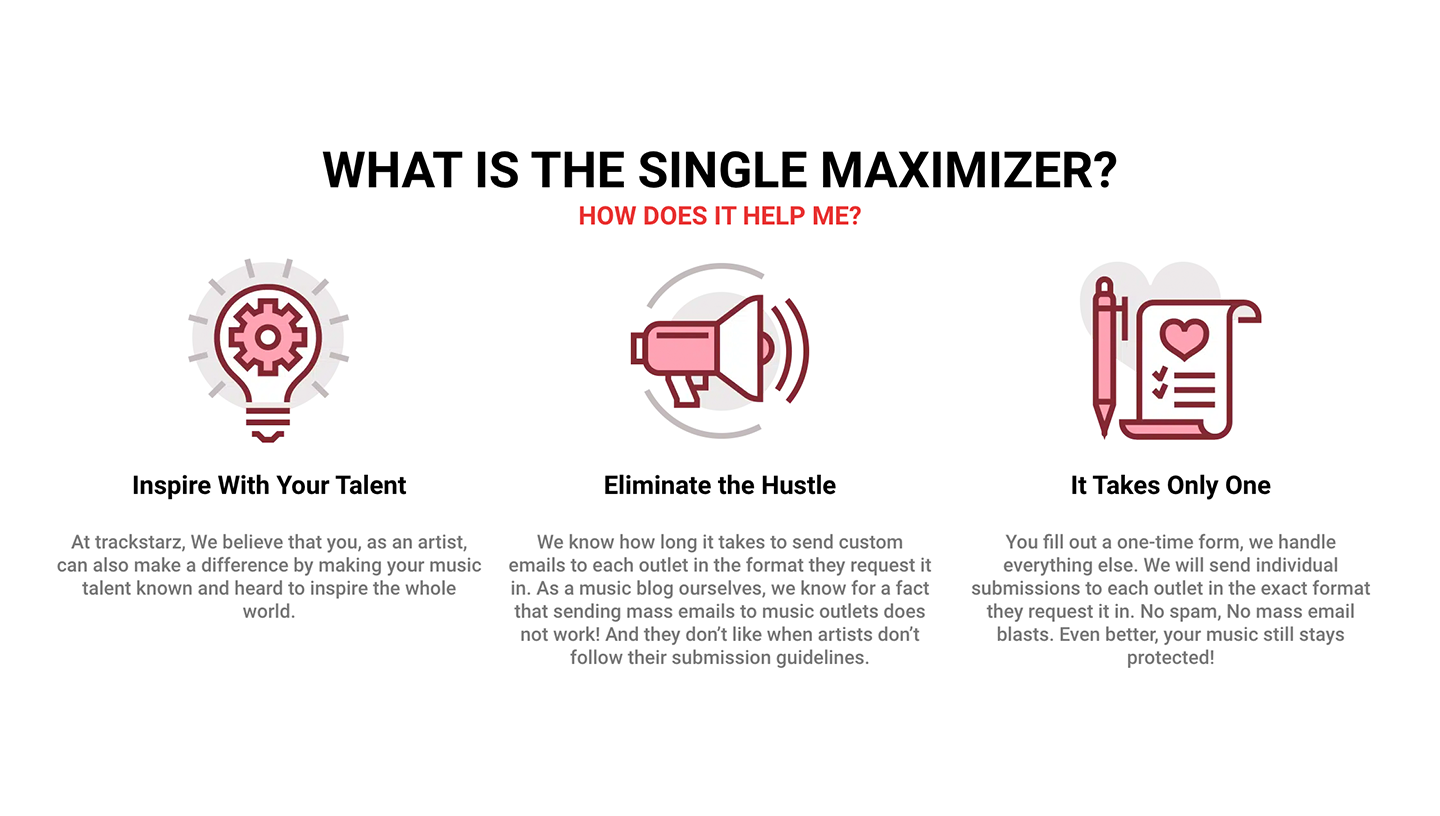 WHAT IS THE SINGLE MAXIMIZER?
HOW DOES IT HELP ME?
Inspire With Your Talent
At trackstarz, We believe that you, as an artist,
can also make a difference by making your music
talent known and heard to inspire the whole
world.
Eliminate the Hustle
We know how long it takes to send custom
emails to each outlet in the format they request it
in. As a music blog ourselves, we know for a fact
that sending mass emails to music outlets does
not work! And they don’t like when artists don’t
follow their submission guidelines.
It Takes Only One
You fill out a one-time form, we handle
everything else. We will send individual
submissions to each outlet in the exact format
they request it in. No spam, No mass email
blasts. Even better, your music still stays
protected!